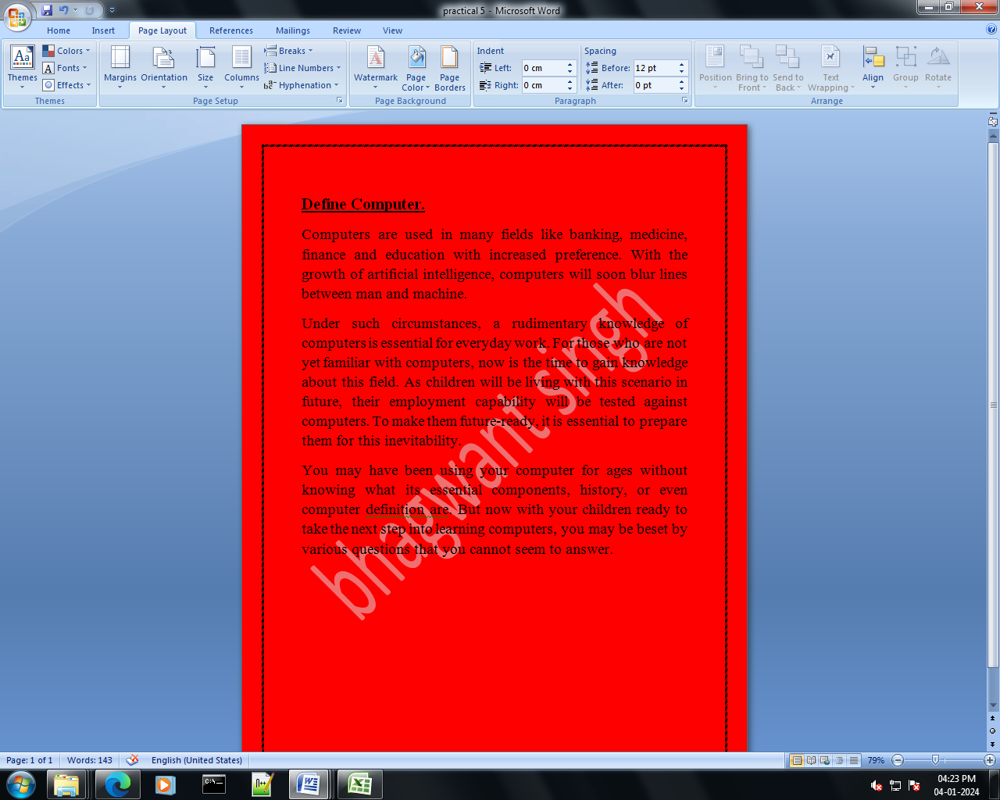 practical 5 - Microsoft Word
Home Insert Page Layout References Mailings Review View
Themes Colors Fonts Effects
Margins Orientation Size Columns Breaks Line Numbers Hyphenation
Watermark Page Color Page Borders
Indent Left: 0 cm Right: 0 cm
Spacing Before: 12 pt After: 0 pt
Position Bring to Front Send to Back Text Wrapping Align Group Rotate
Themes Page Setup Page Background Paragraph Arrange
Define Computer.
Computers are used in many fields like banking, medicine,
finance and education with increased preference. With the
growth of artificial intelligence, computers will soon blur lines
between man and machine.
Under such circumstances, a rudimentary knowledge of
computers is essential for everyday work. For those who are not
yet familiar with computers, now is the time to gain knowledge
about this field. As children will be living with this scenario in
future, their employment capability will be tested against
computers. To make them future-ready, it is essential to prepare
them for this inevitability.
You may have been using your computer for ages without
knowing what its essential components, history, or even
computer definition are. But now with your children ready to
take the next step into learning computers, you may be beset by
various questions that you cannot seem to answer.
bhagwant singh
Page: 1 of 1 Words: 143 English (United States) 79%
04:23 PM
04-01-2024